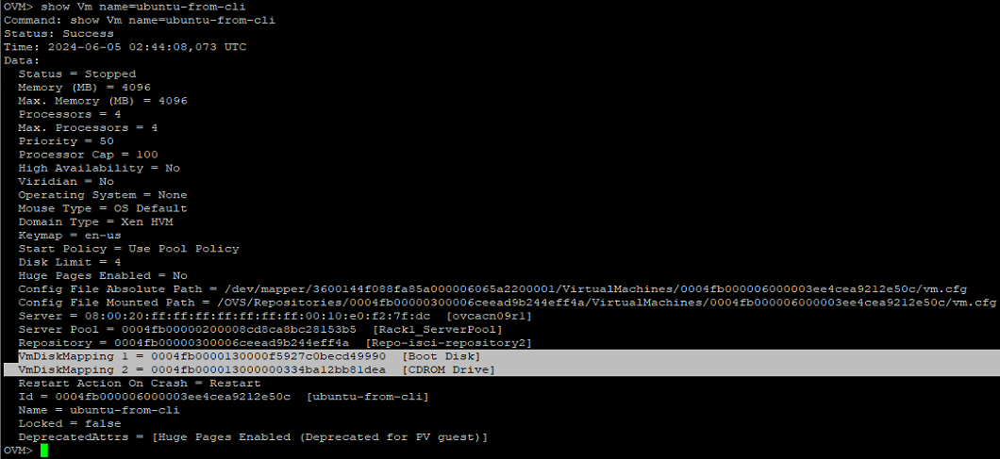 OVM> show Vm name=ubuntu-from-cli
Command: show Vm name=ubuntu-from-cli
Status: Success
Time: 2024-06-05 02:44:08,073 UTC
Data:
Status = Stopped
Memory (MB) = 4096
Max. Memory (MB) = 4096
Processors = 4
Max. Processors = 4
Priority = 50
Processor Cap = 100
High Availability = No
Viridian = No
Operating System = None
Mouse Type = OS Default
Domain Type = Xen HVM
Keymap = en-us
Start Policy = Use Pool Policy
Disk Limit = 4
Huge Pages Enabled = No
Config File Absolute Path = /dev/mapper/3600144f088fa85a000006065a2200001/VirtualMachines/0004fb000006000003ee4cea9212e50c/vm.cfg
Config File Mounted Path = /OVS/Repositories/0004fb00000300006ceead9b244eff4a/VirtualMachines/0004fb000006000003ee4cea9212e50c/vm.cfg
Server = 08:00:20:ff:ff:ff:ff:ff:ff:ff:00:10:e0:f2:7f:dc  [ovcacn09r1]
Server Pool = 0004fb00000200008cd8ca8bc28153b5  [Rack1_ServerPool]
Repository = 0004fb00000300006ceead9b244eff4a  [Repo-isci-repository2]
VmDiskMapping 1 = 0004fb0000130000f5927c0becd49990  [Boot Disk]
VmDiskMapping 2 = 0004fb00001300000334ba12bb81dea  [CDROM Drive]
Restart Action On Crash = Restart
Id = 0004fb000006000003ee4cea9212e50c  [ubuntu-from-cli]
Name = ubuntu-from-cli
Locked = false
DeprecatedAttrs = [Huge Pages Enabled (Deprecated for PV guest)]
OVM>